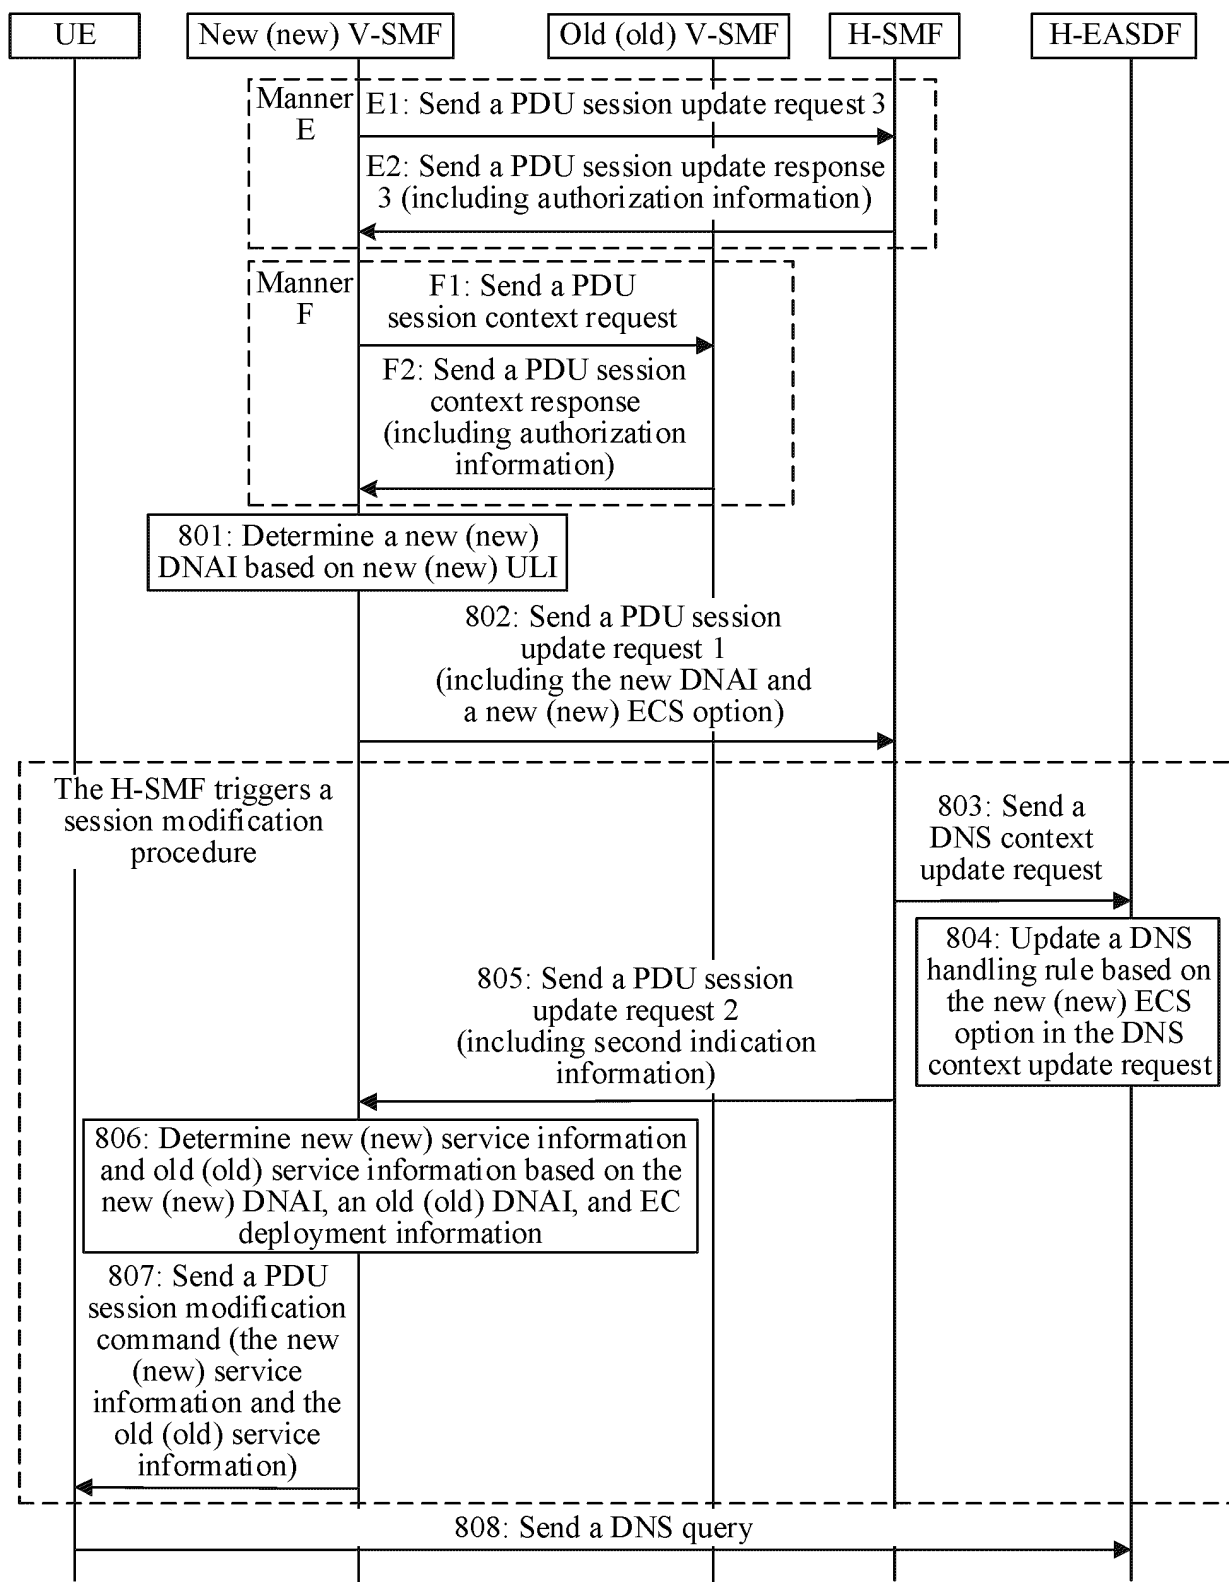 UE
New (new) V-SMF
Old (old) V-SMF
H-SMF
H-EASDF
Manner
E
E1: Send a PDU session update request 3
E2: Send a PDU session update response
3 (including authorization information)
Manner
F
F1: Send a PDU
session context request
F2: Send a PDU session
context response
(including authorization
information)
801: Determine a new (new)
DNAI based on new (new) ULI
802: Send a PDU session
update request 1
(including the new DNAI and
a new (new) ECS option)
The H-SMF triggers a
session modification
procedure
803: Send a
DNS context
update request
804: Update a DNS
handling rule based on
the new (new) ECS
option in the DNS
context update request
805: Send a PDU session
update request 2
(including second indication
information)
806: Determine new (new) service information
and old (old) service information based on the
new (new) DNAI, an old (old) DNAI, and EC
deployment information
807: Send a PDU
session modification
command (the new
(new) service
information and the
old (old) service
information)
808: Send a DNS query